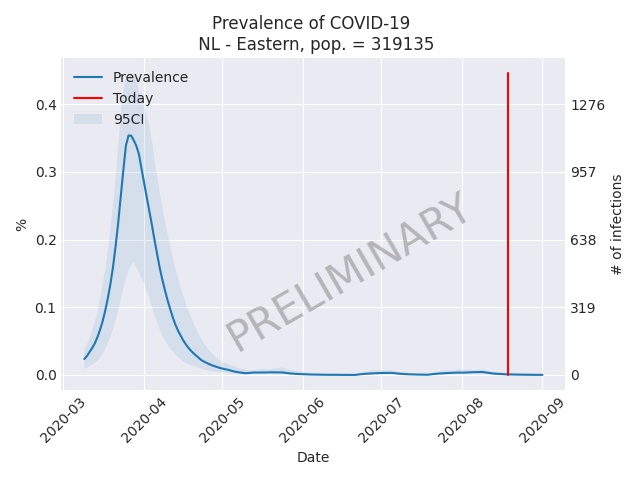 Prevalence of COVID-19
NL - Eastern, pop. = 319135
Prevalence
Today
95CI
0.4
0.3
0.2
0.1
0.0
%
1276
957
638
319
0
# of infections
PRELIMINARY
2020-03
2020-04
2020-05
2020-06
2020-07
2020-08
2020-09
Date